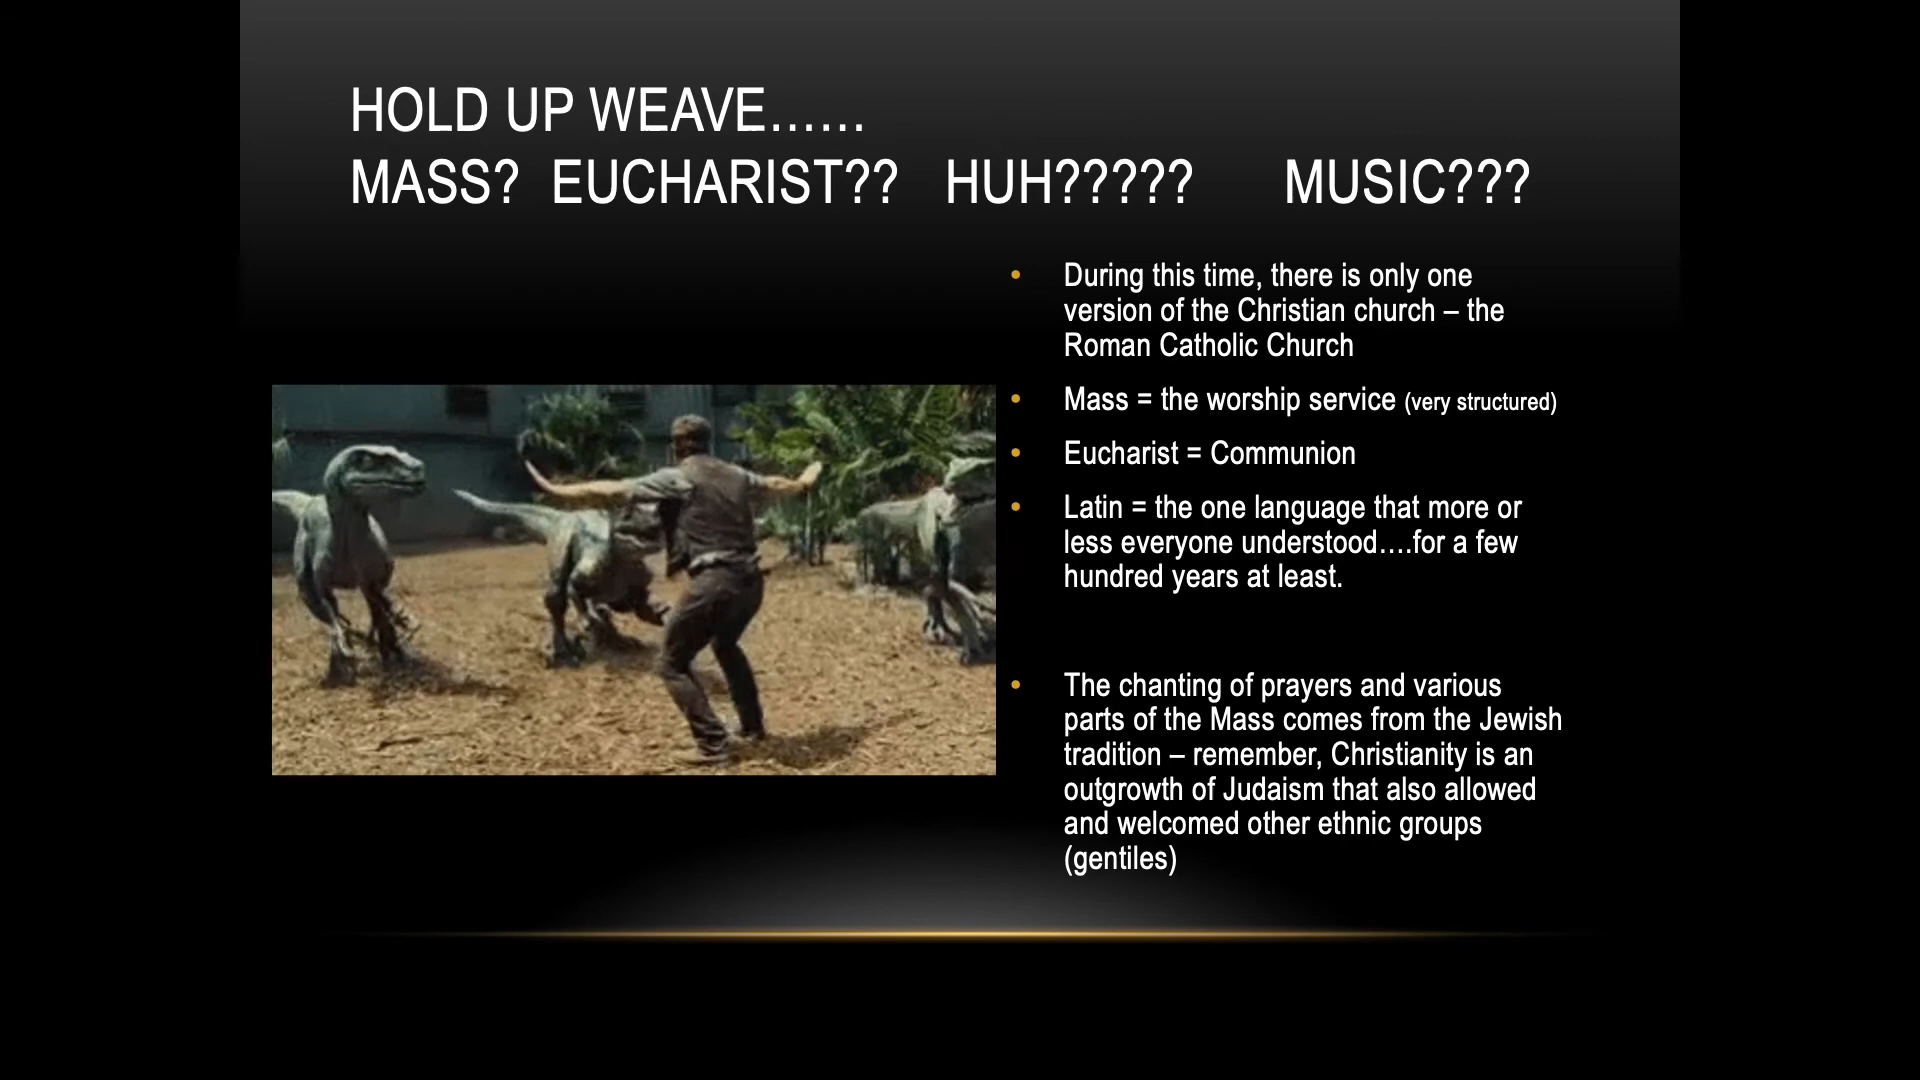 HOLD UP WEAVE......
MASS? EUCHARIST?? HUH????? MUSIC???
• During this time, there is only one
version of the Christian church – the
Roman Catholic Church
• Mass = the worship service (very structured)
• Eucharist = Communion
• Latin = the one language that more or
less everyone understood....for a few
hundred years at least.
• The chanting of prayers and various
parts of the Mass comes from the Jewish
tradition – remember, Christianity is an
outgrowth of Judaism that also allowed
and welcomed other ethnic groups
(gentiles)